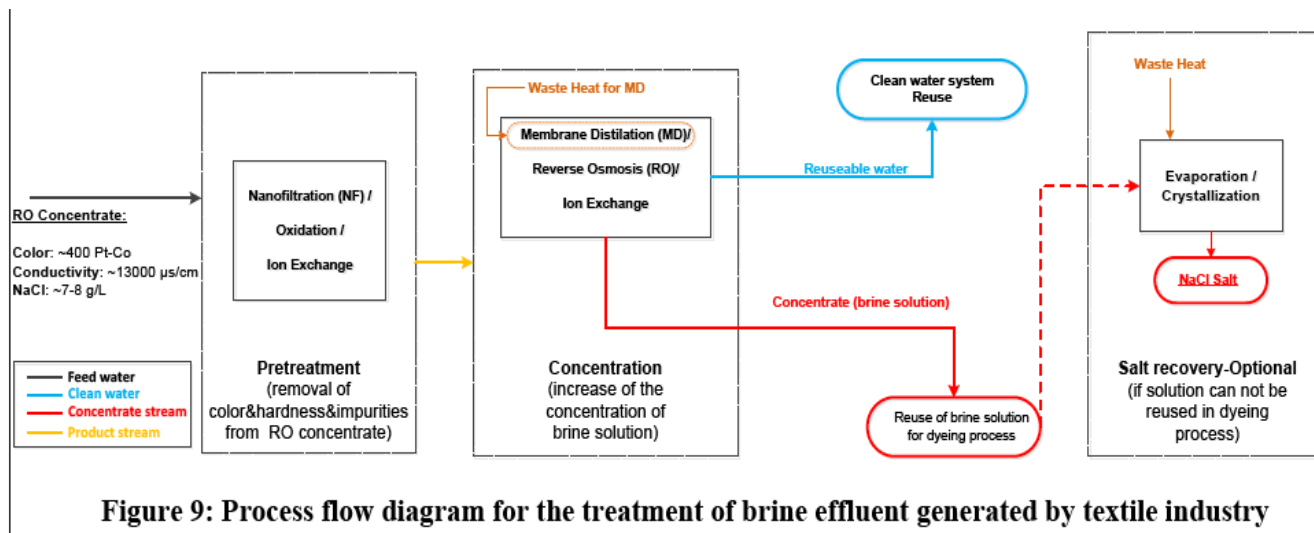 RO Concentrate:
Color: ~400 Pt-Co
Conductivity: ~13000 µs/cm
NaCl: ~7-8 g/L
Feed water
Clean water
Concentrate stream
Product stream
Nanofiltration (NF) /
Oxidation /
Ion Exchange
Pretreatment
(removal of
color&hardness&impurities
from RO concentrate)
Waste Heat for MD
Membrane Distilation (MD)/
Reverse Osmosis (RO)/
Ion Exchange
Concentration
(increase of the
concentration of
brine solution)
Clean water system
Reuse
Reuseable water
Concentrate (brine solution)
Reuse of brine solution
for dyeing process
Waste Heat
Evaporation /
Crystallization
NaCl Salt
Salt recovery-Optional
(if solution can not be
reused in dyeing
process)
Figure 9: Process flow diagram for the treatment of brine effluent generated by textile industry